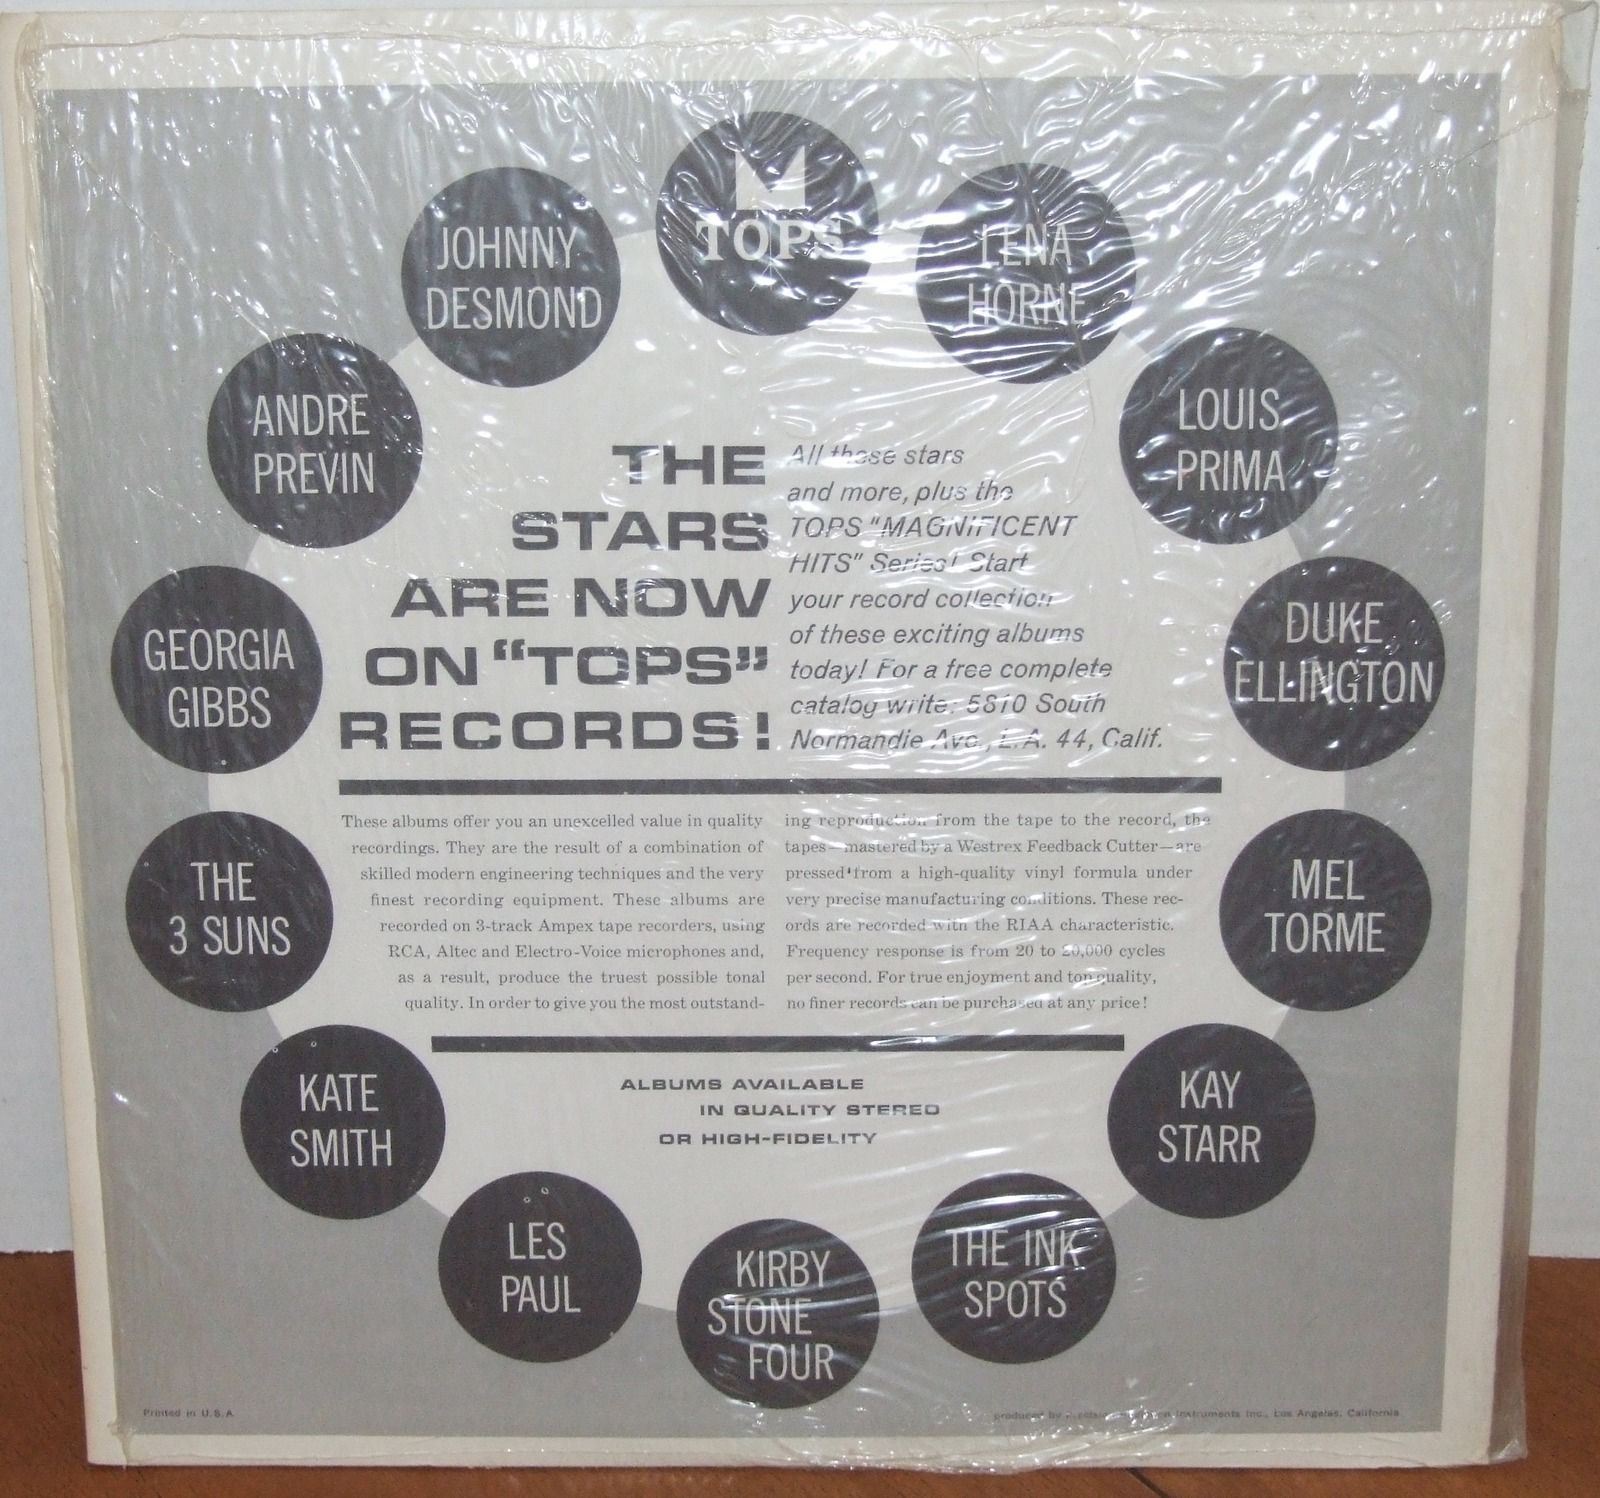 TOPS
JOHNNY
DESMOND
LENA
HORNE
ANDRE
PREVIN
LOUIS
PRIMA
GEORGIA
GIBBS
DUKE
ELLINGTON
THE
3 SUNS
MEL
TORME
KATE
SMITH
KAY
STARR
LES
PAUL
KIRBY
STONE
FOUR
THE INK
SPOTS
THE
STARS
ARE NOW
ON "TOPS"
RECORDS!
All these stars
and more, plus the
TOPS "MAGNIFICENT
HITS" Series! Start
your record collection
of these exciting albums
today! For a free complete
catalog write: 5810 South
Normandie Ave., L.A. 44, Calif.
These albums offer you an unexcelled value in quality
recordings. They are the result of a combination of
skilled modern engineering techniques and the very
finest recording equipment. These albums are
recorded on 3-track Ampex tape recorders, using
RCA, Altec and Electro-Voice microphones and,
as a result, produce the truest possible tonal
quality. In order to give you the most outstand-
ing reproduction from the tape to the record, the
tapes—mastered by a Westrex Feedback Cutter—are
pressed from a high-quality vinyl formula under
very precise manufacturing conditions. These rec-
ords are recorded with the RIAA characteristic.
Frequency response is from 20 to 20,000 cycles
per second. For true enjoyment and top quality,
no finer records can be purchased at any price!
ALBUMS AVAILABLE
IN QUALITY STEREO
OR HIGH-FIDELITY
Printed in U.S.A.
produced by Instruments Inc., Los Angeles, California